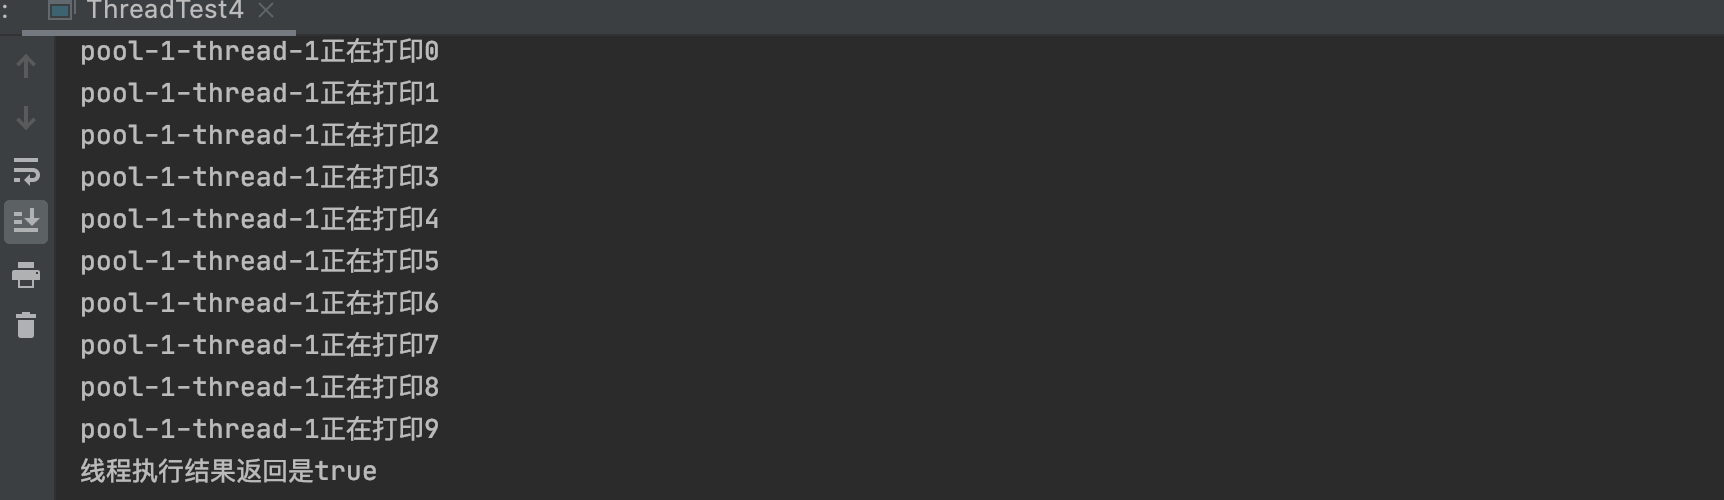 : ThreadTest4
pool-1-thread-1正在打印0
pool-1-thread-1正在打印1
pool-1-thread-1正在打印2
pool-1-thread-1正在打印3
pool-1-thread-1正在打印4
pool-1-thread-1正在打印5
pool-1-thread-1正在打印6
pool-1-thread-1正在打印7
pool-1-thread-1正在打印8
pool-1-thread-1正在打印9
线程执行结果返回是true